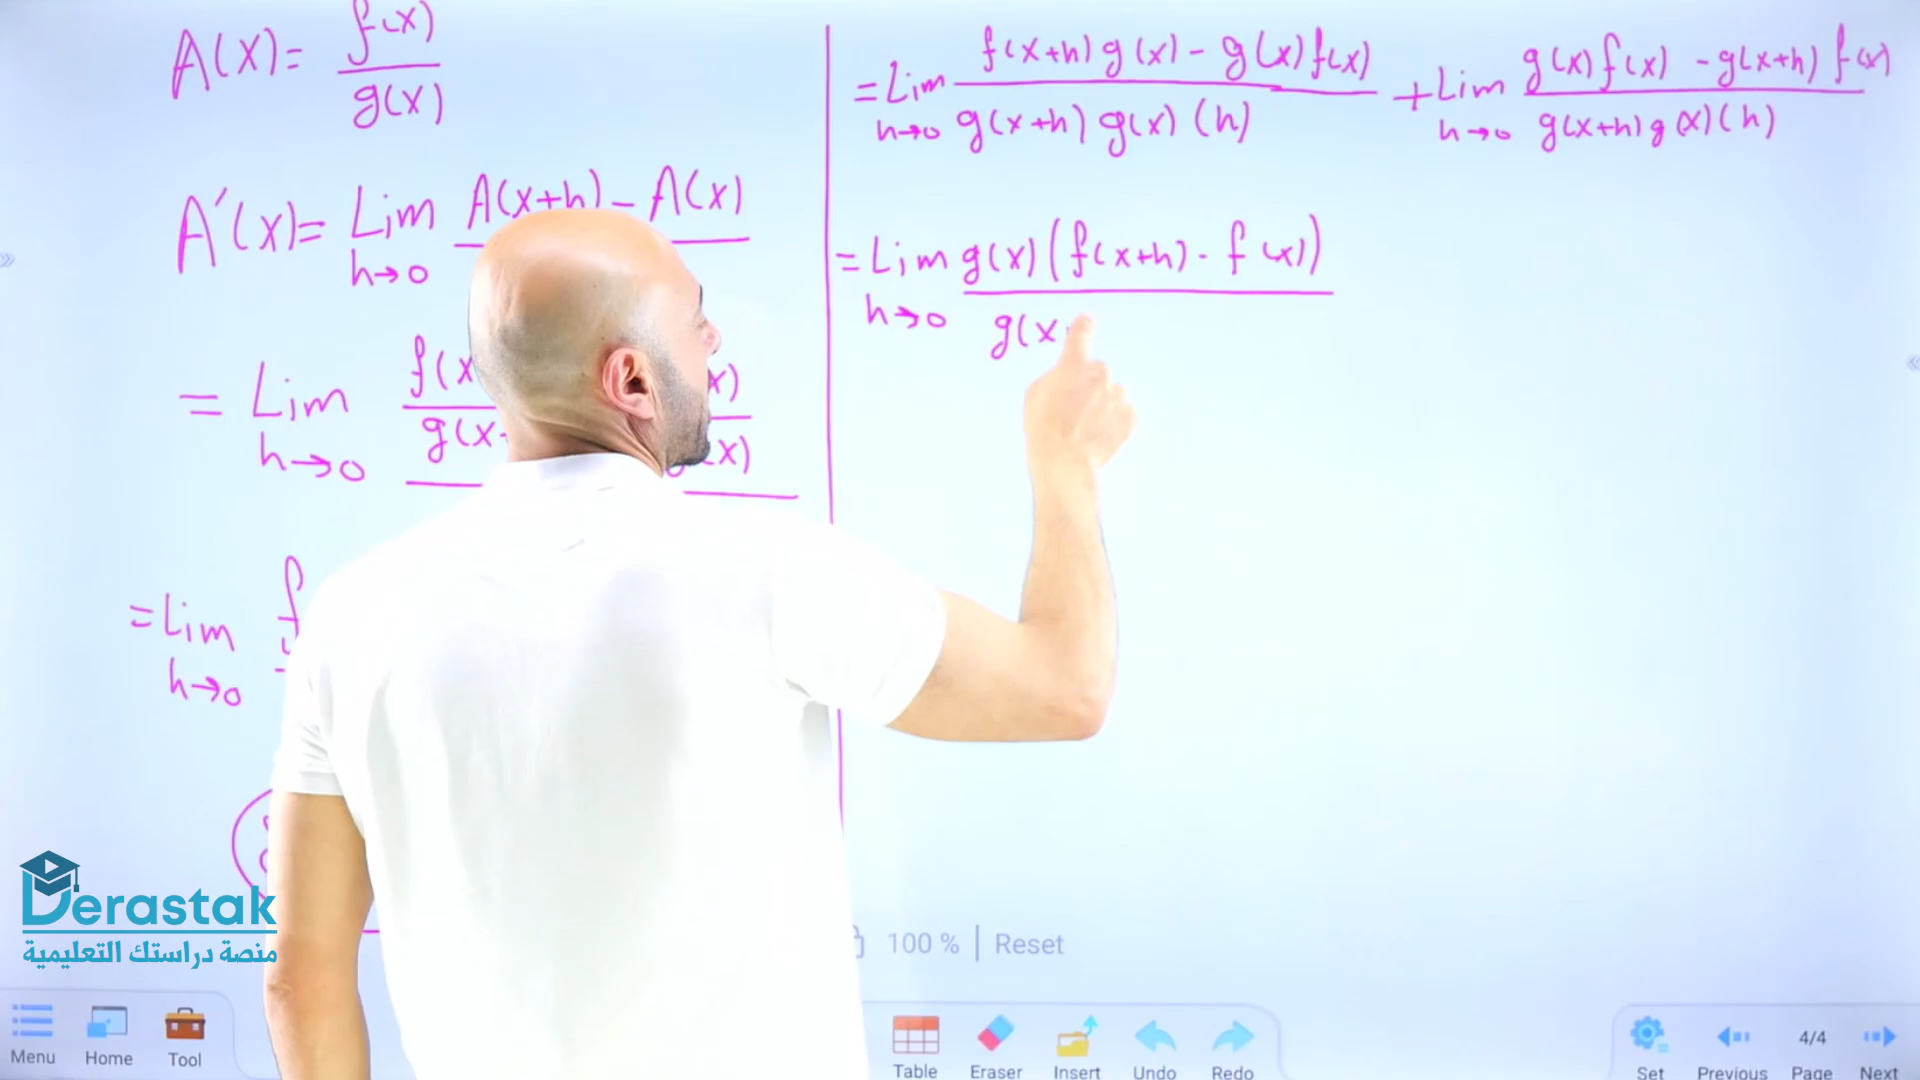 A(x) = f(x) / g(x)
A′(x) = Lim h→0 A(x+h) - A(x)
= Lim h→0 f(x x) / g(x x)
= Lim h→0 f
= Lim h→0 f(x+h) g(x) - g(x) f(x) / g(x+h) g(x) (h) + Lim h→0 g(x) f(x) - g(x+h) f(x) / g(x+h) g(x) (h)
= Lim h→0 g(x) (f(x+h) - f(x)) / g(x
Derastak
منصة دراستك التعليمية
100 % | Reset
Menu Home Tool Table Eraser Insert Undo Redo Set Previous 4/4 Page Next